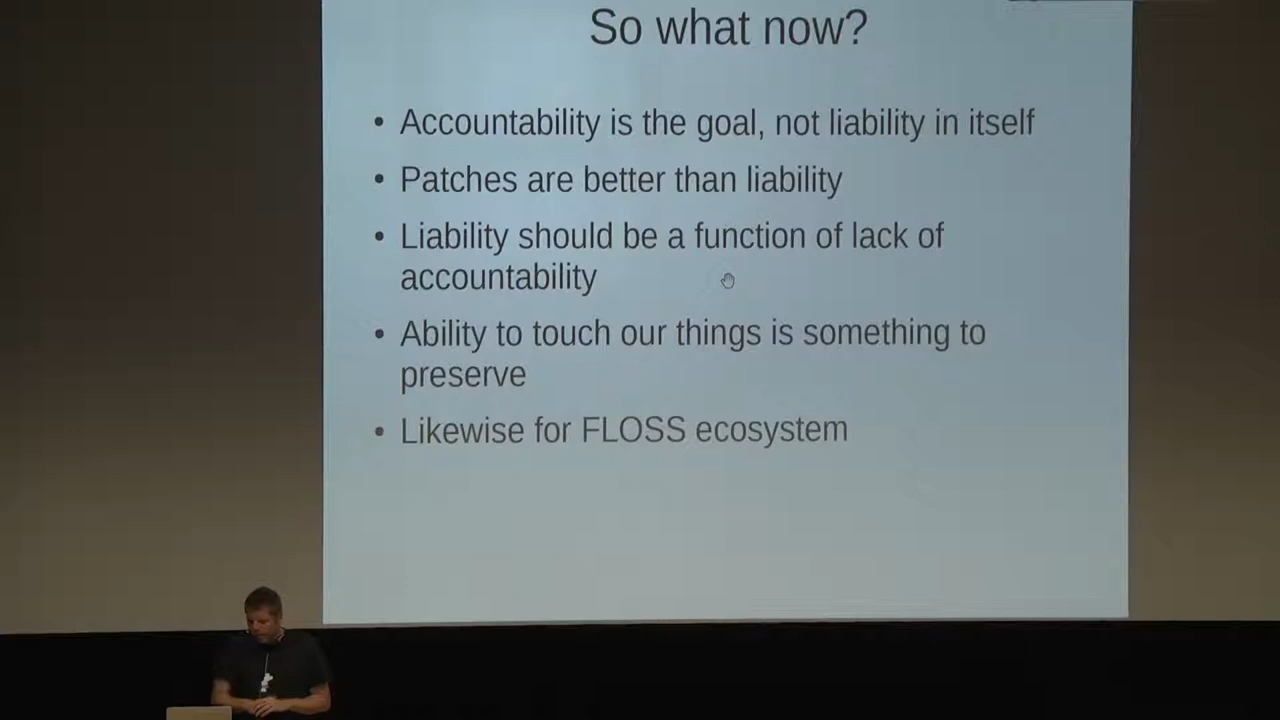 So what now?
• Accountability is the goal, not liability in itself
• Patches are better than liability
• Liability should be a function of lack of
accountability
• Ability to touch our things is something to
preserve
• Likewise for FLOSS ecosystem